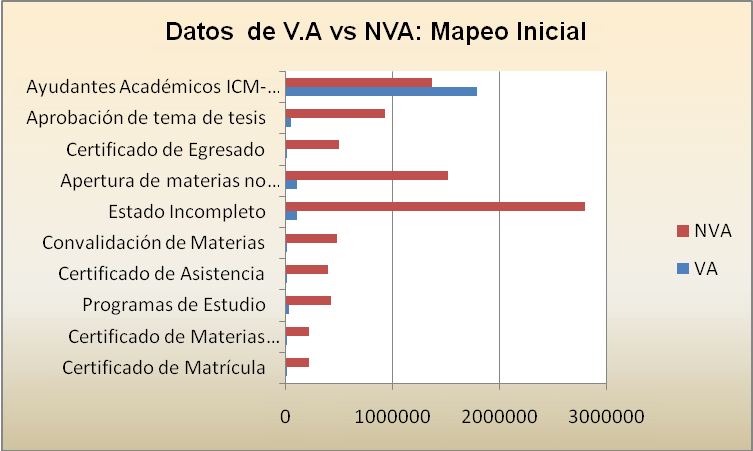 Datos de V.A vs NVA: Mapeo Inicial
Ayudantes Académicos ICM-...
Aprobación de tema de tesis
Certificado de Egresado
Apertura de materias no...
Estado Incompleto
Convalidación de Materias
Certificado de Asistencia
Programas de Estudio
Certificado de Materias...
Certificado de Matrícula
NVA
VA
0 1000000 2000000 3000000